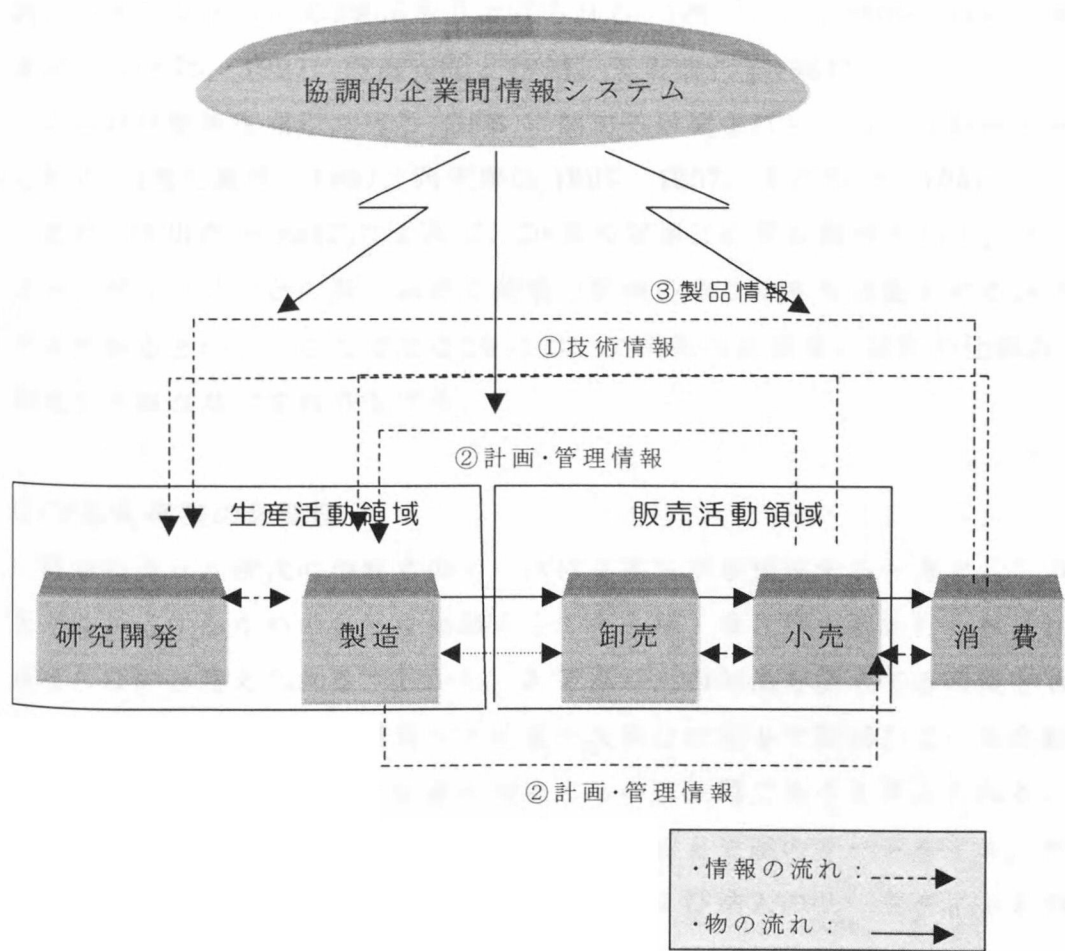 協調的企業間情報システム
③製品情報
①技術情報
②計画・管理情報
生産活動領域
販売活動領域
研究開発
製造
卸売
小売
消 費
②計画・管理情報
・情報の流れ：
・物の流れ：